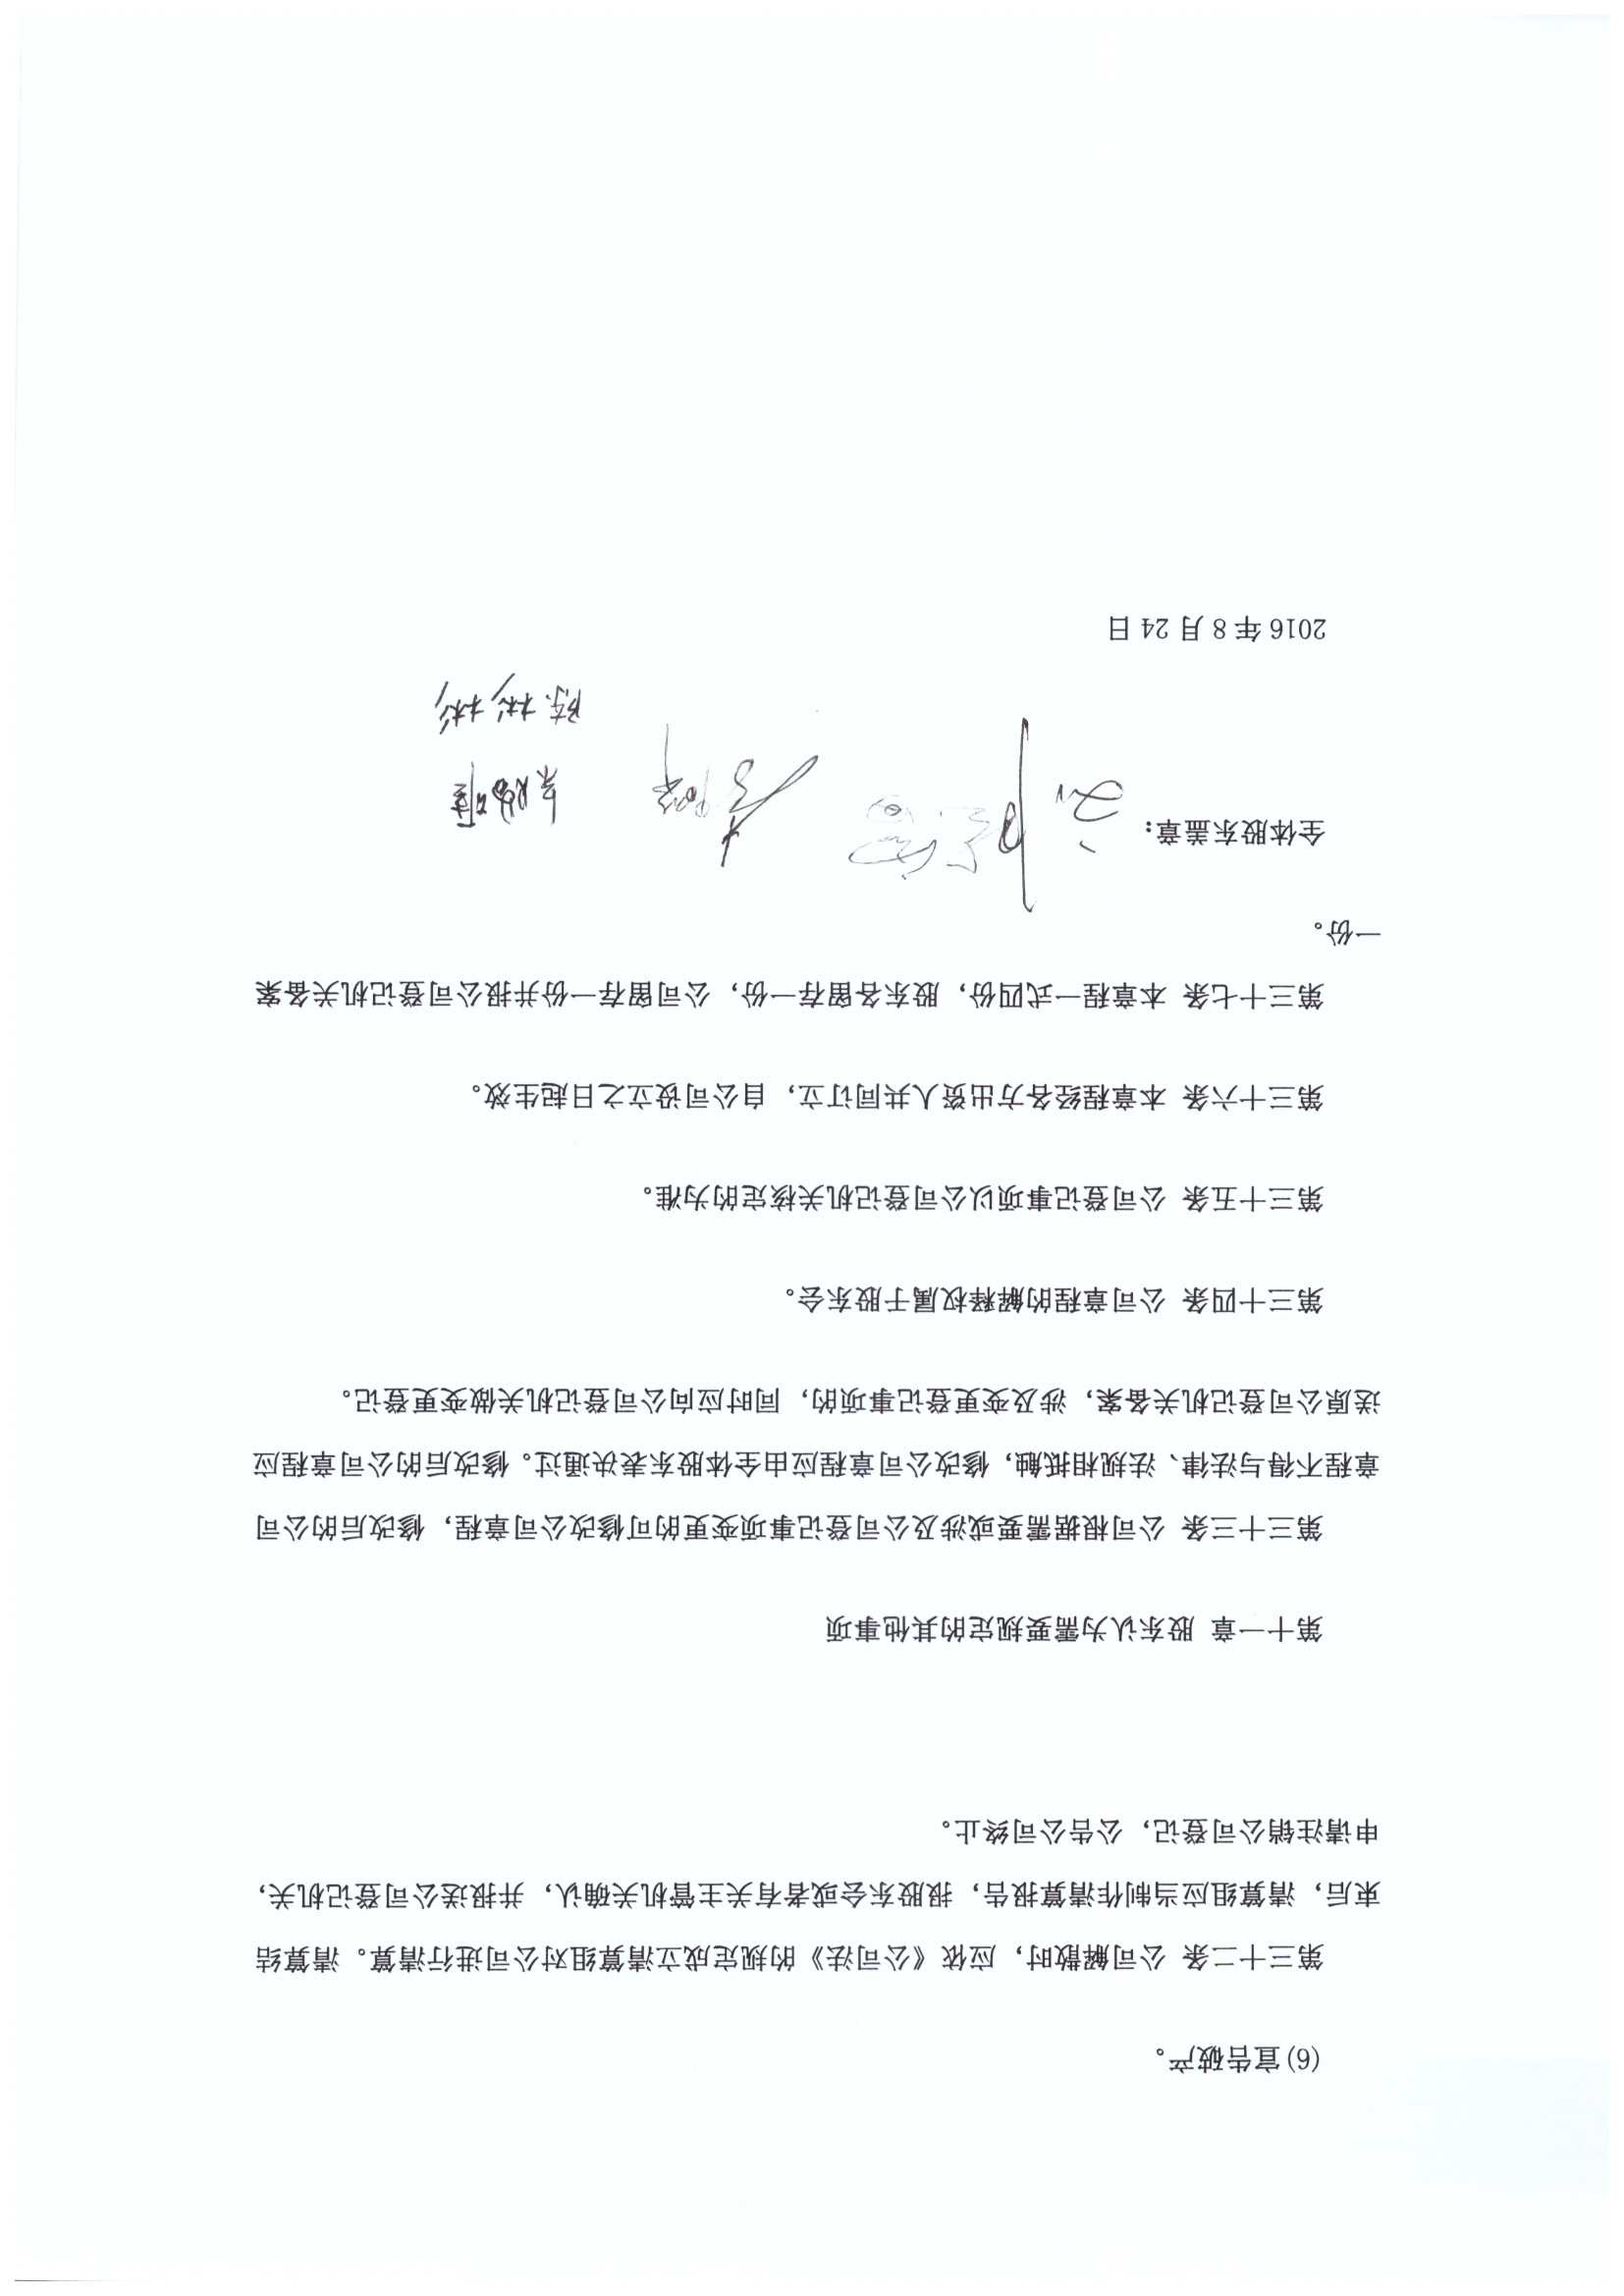 (6)宣告破产。
第三十二条 公司解散时，应依《公司法》的规定成立清算组对公司进行清算。清算结
束后，清算组应当制作清算报告，报股东会或者有关主管机关确认，并报送公司登记机关，
申请注销公司登记，公告公司终止。
第十一章 股东认为需要规定的其他事项
第三十三条 公司根据需要或涉及公司登记事项变更的可修改公司章程，修改后的公司
章程不得与法律、法规相抵触，修改公司章程应由全体股东表决通过。修改后的公司章程应
送原公司登记机关备案，涉及变更登记事项的，同时应向公司登记机关做变更登记。
第三十四条 公司章程的解释权属于股东会。
第三十五条 公司登记事项以公司登记机关核定的为准。
第三十六条 本章程经各方出资人共同订立，自公司设立之日起生效。
第三十七条 本章程一式四份，股东各留存一份，公司留存一份并报公司登记机关备案
一份。
全体股东盖章：
陈彬彬
2016 年 8 月 24 日